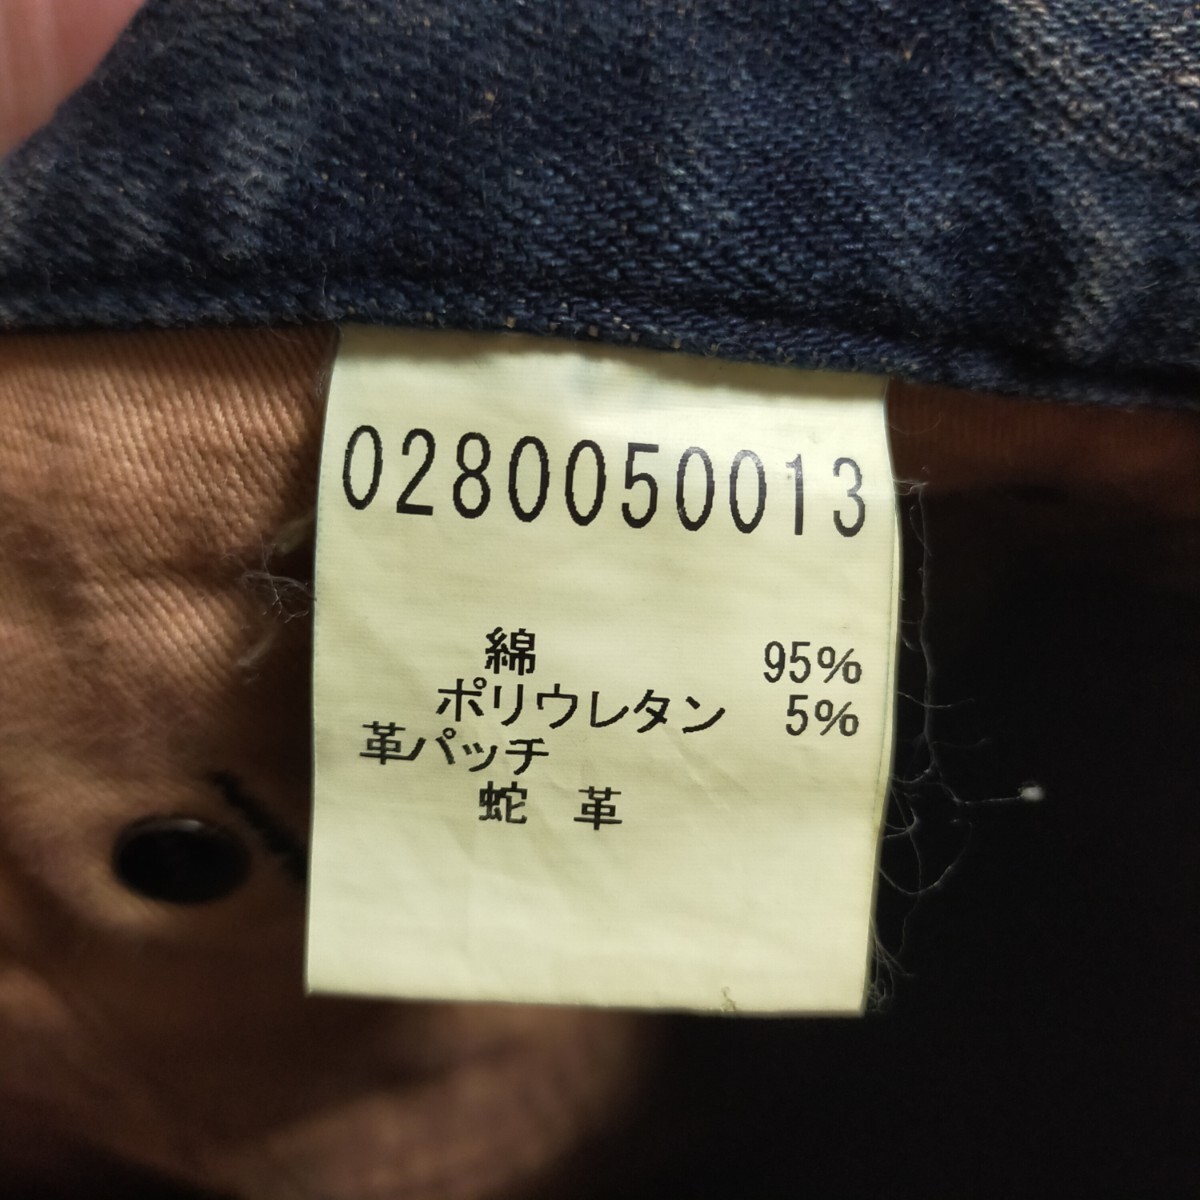 0280050013
綿 95%
ポリウレタン 5%
革パッチ
蛇 革